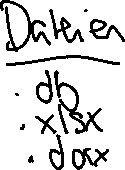 Dateien
. db
. xlsx
. docx